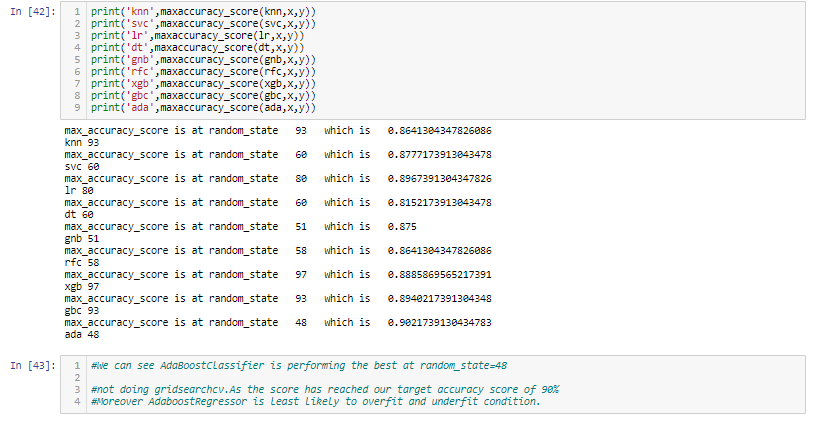 In [42]:
1 print('knn',maxaccuracy_score(knn,x,y))
2 print('svc',maxaccuracy_score(svc,x,y))
3 print('lr',maxaccuracy_score(lr,x,y))
4 print('dt',maxaccuracy_score(dt,x,y))
5 print('gnb',maxaccuracy_score(gnb,x,y))
6 print('rfc',maxaccuracy_score(rfc,x,y))
7 print('xgb',maxaccuracy_score(xgb,x,y))
8 print('gbc',maxaccuracy_score(gbc,x,y))
9 print('ada',maxaccuracy_score(ada,x,y))
max_accuracy_score is at random_state 93 which is 0.8641304347826086
knn 93
max_accuracy_score is at random_state 60 which is 0.8777173913043478
svc 60
max_accuracy_score is at random_state 80 which is 0.8967391304347826
lr 80
max_accuracy_score is at random_state 60 which is 0.8152173913043478
dt 60
max_accuracy_score is at random_state 51 which is 0.875
gnb 51
max_accuracy_score is at random_state 58 which is 0.8641304347826086
rfc 58
max_accuracy_score is at random_state 97 which is 0.8885869565217391
xgb 97
max_accuracy_score is at random_state 93 which is 0.8940217391304348
gbc 93
max_accuracy_score is at random_state 48 which is 0.9021739130434783
ada 48
In [43]:
1 #We can see AdaBoostClassifier is performing the best at random_state=48
2
3 #not doing gridsearchcv.As the score has reached our target accuracy score of 90%
4 #Moreover AdaboostRegressor is Least Likely to overfit and underfit condition.